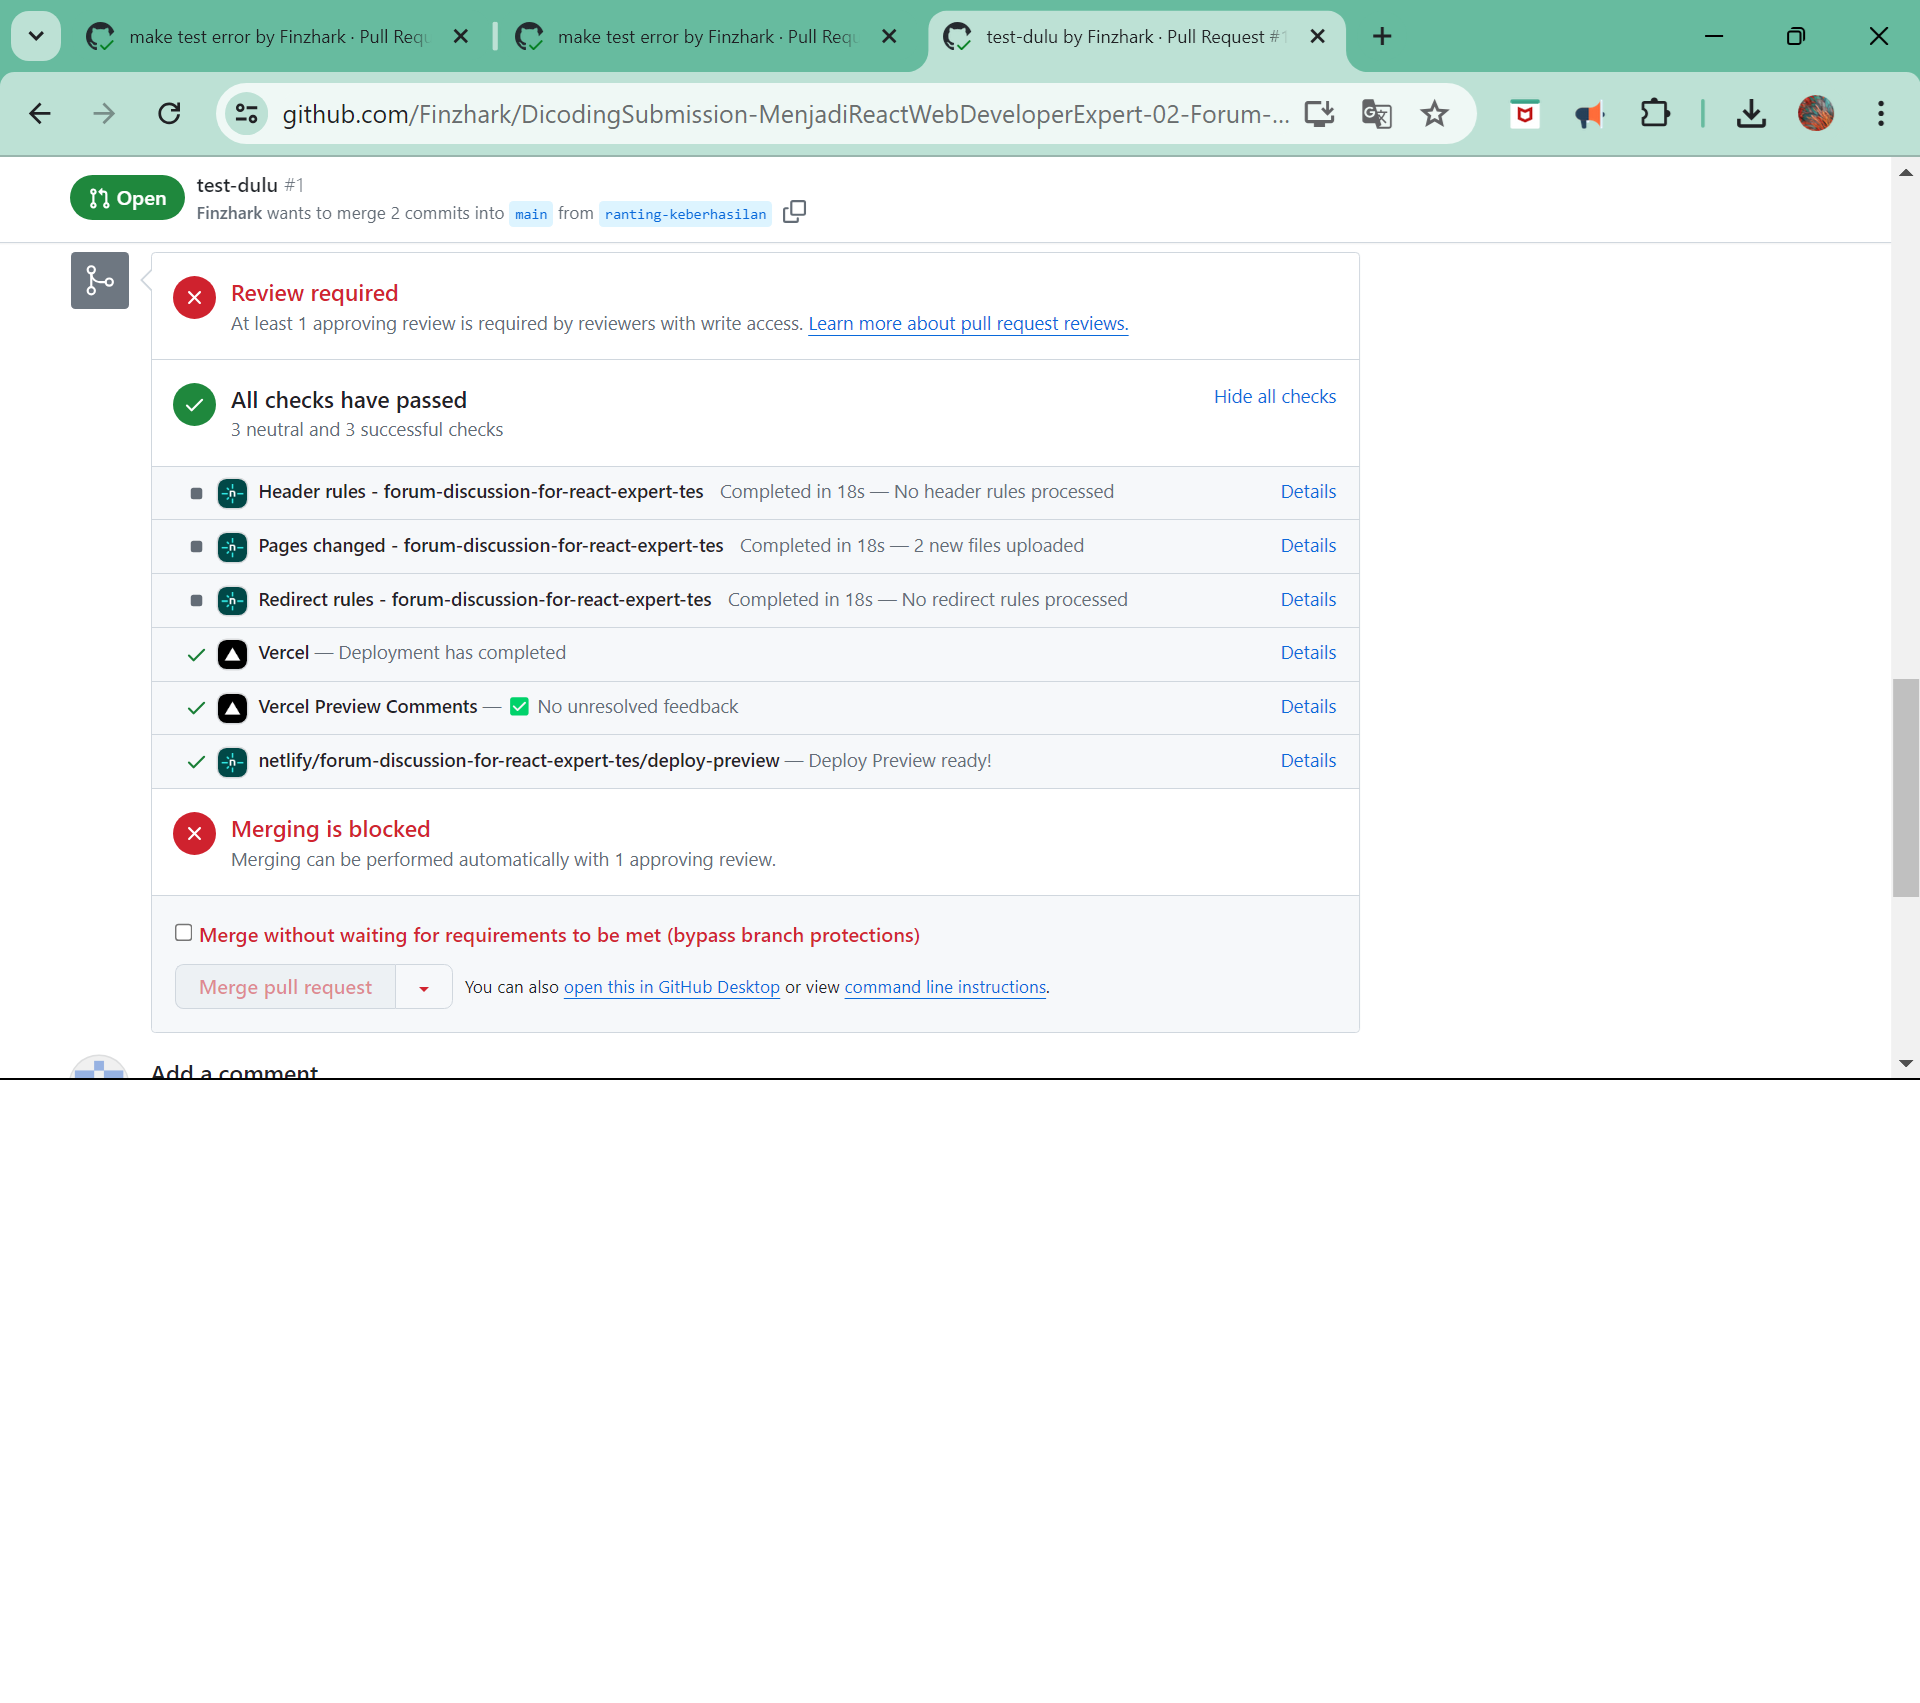 make test error by Finzhark · Pull Requ
make test error by Finzhark · Pull Requ
test-dulu by Finzhark · Pull Request #1
github.com/Finzhark/DicodingSubmission-MenjadiReactWebDeveloperExpert-02-Forum-...
Open
test-dulu #1
Finzhark wants to merge 2 commits into main from ranting-keberhasilan
Review required
At least 1 approving review is required by reviewers with write access. Learn more about pull request reviews.
All checks have passed
Hide all checks
3 neutral and 3 successful checks
Header rules - forum-discussion-for-react-expert-tes Completed in 18s — No header rules processed Details
Pages changed - forum-discussion-for-react-expert-tes Completed in 18s — 2 new files uploaded Details
Redirect rules - forum-discussion-for-react-expert-tes Completed in 18s — No redirect rules processed Details
Vercel — Deployment has completed Details
Vercel Preview Comments — ✅ No unresolved feedback Details
netlify/forum-discussion-for-react-expert-tes/deploy-preview — Deploy Preview ready! Details
Merging is blocked
Merging can be performed automatically with 1 approving review.
Merge without waiting for requirements to be met (bypass branch protections)
Merge pull request
You can also open this in GitHub Desktop or view command line instructions.
Add a comment